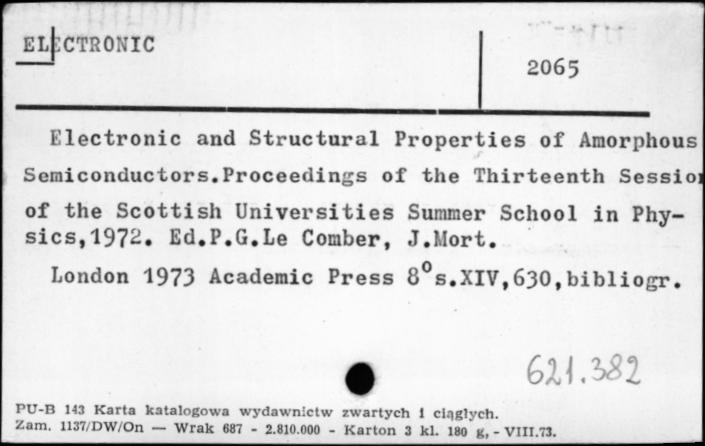 ELECTRONIC
2065
Electronic and Structural Properties of Amorphous
Semiconductors.Proceedings of the Thirteenth Session
of the Scottish Universities Summer School in Phy-
sics,1972. Ed.P.G.Le Comber, J.Mort.
London 1973 Academic Press 8°s.XIV,630,bibliogr.
621.382
PU-B 143 Karta katalogowa wydawnictw zwartych i ciągłych.
Zam. 1137/DW/On — Wrak 687 - 2.810.000 - Karton 3 kl. 180 g, - VIII.73.